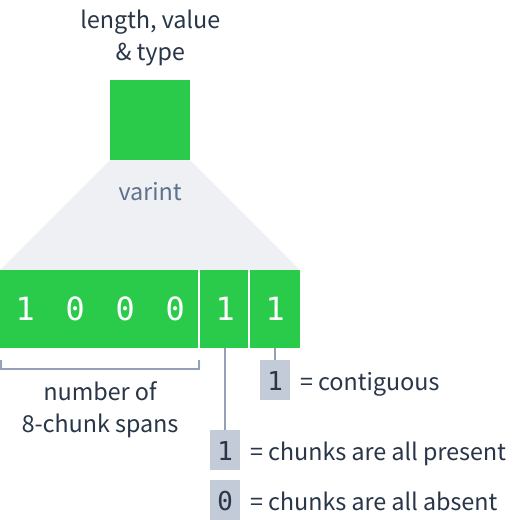 length, value
& type
varint
1 0 0 0 1 1
number of
8-chunk spans
1 = contiguous
1 = chunks are all present
0 = chunks are all absent